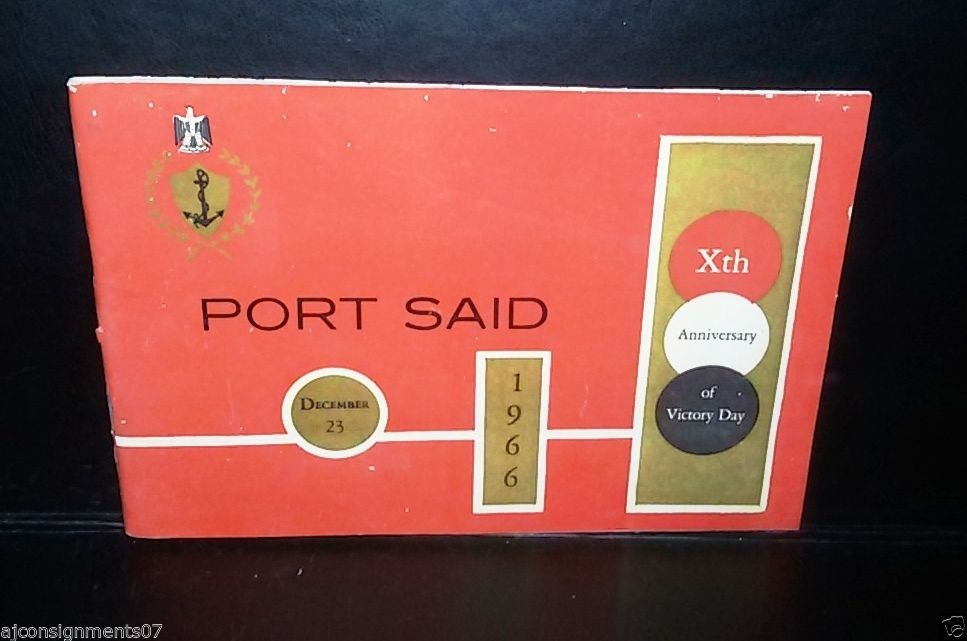 PORT SAID
DECEMBER
23
1
9
6
6
Xth
Anniversary
of
Victory Day
ajconsignments07